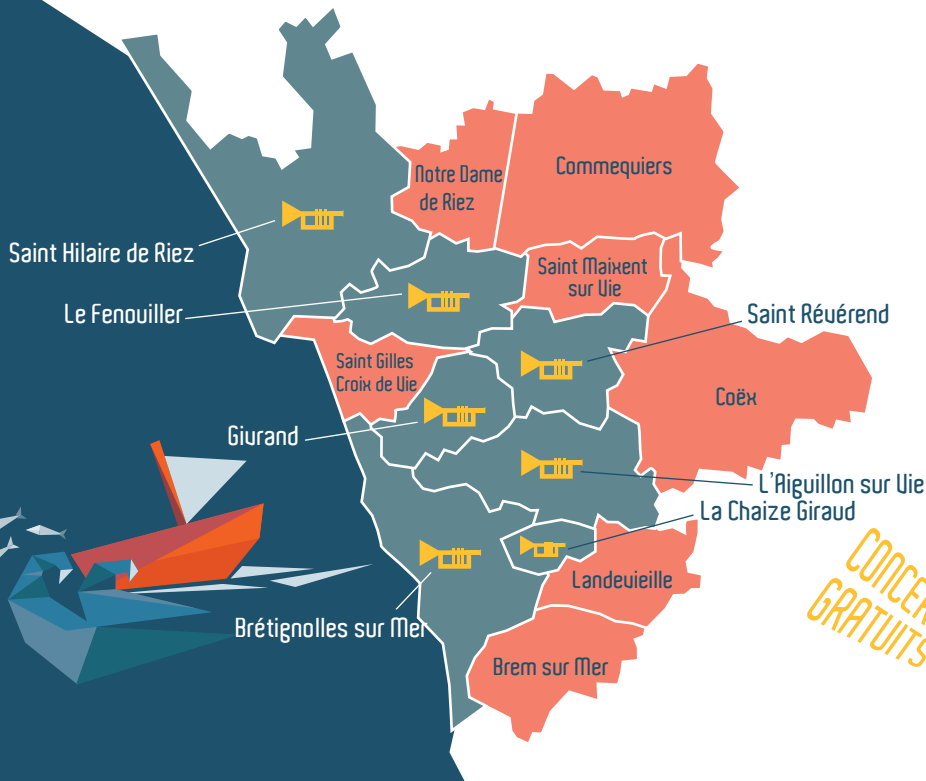 Notre Dame
de Riez
Commequiers
Saint Hilaire de Riez
Saint Maixent
sur Vie
Le Fenouiller
Saint Révérend
Saint Gilles
Croix de Vie
Coëx
Givrand
L'Aiguillon sur Vie
La Chaize Giraud
Landevieille
Brétignolles sur Mer
Brem sur Mer
GRATUITS